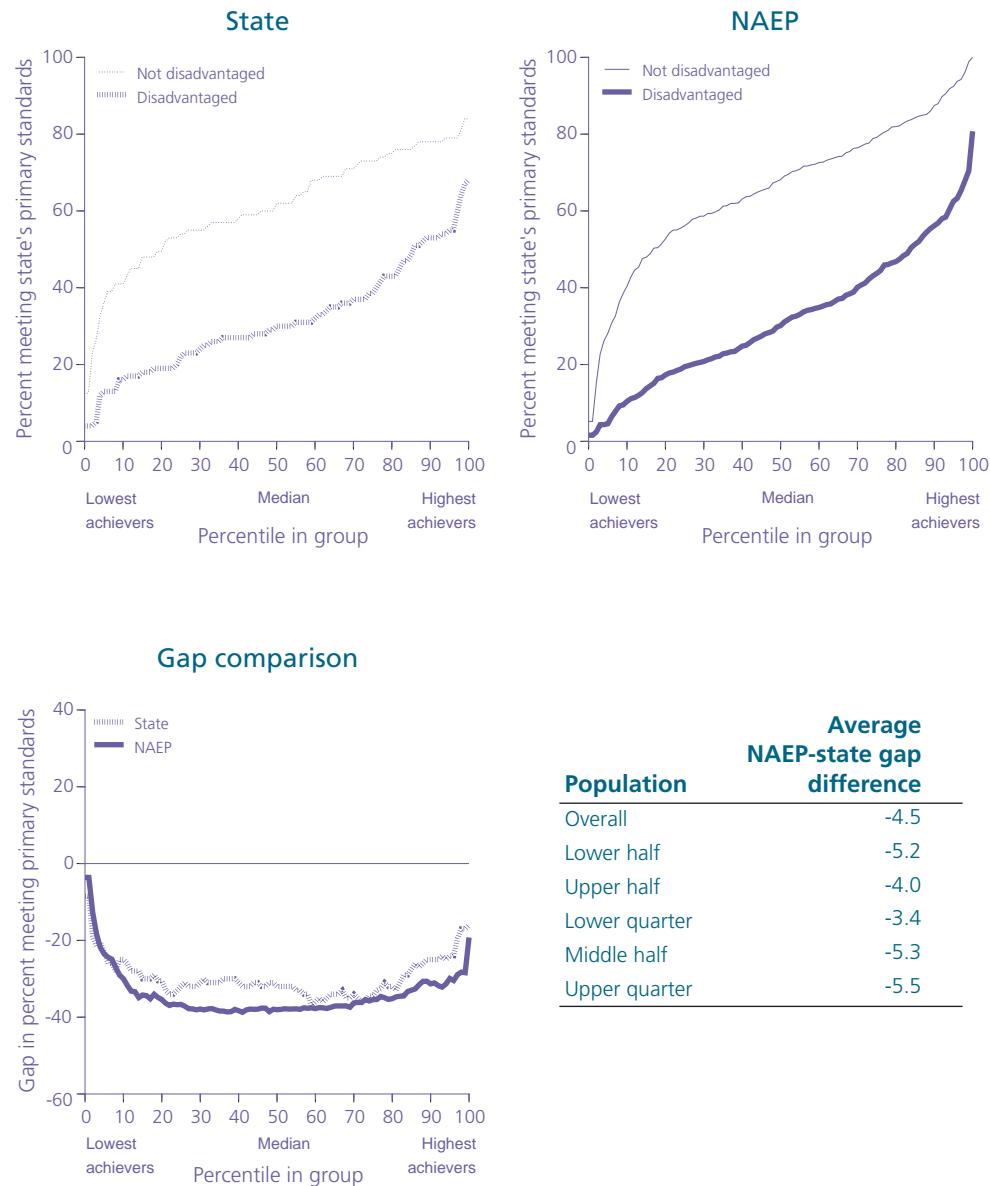 State
Percent meeting state's primary standards
100
80
60
40
20
0
Not disadvantaged
Disadvantaged
0 10 20 30 40 50 60 70 80 90 100
Lowest achievers
Median
Highest achievers
Percentile in group
NAEP
Percent meeting state's primary standards
100
80
60
40
20
0
Not disadvantaged
Disadvantaged
0 10 20 30 40 50 60 70 80 90 100
Lowest achievers
Median
Highest achievers
Percentile in group
Gap comparison
Gap in percent meeting primary standards
40
20
0
-20
-40
-60
State
NAEP
0 10 20 30 40 50 60 70 80 90 100
Lowest achievers
Median
Highest achievers
Percentile in group
Average
NAEP-state gap
Population difference
Overall -4.5
Lower half -5.2
Upper half -4.0
Lower quarter -3.4
Middle half -5.3
Upper quarter -5.5